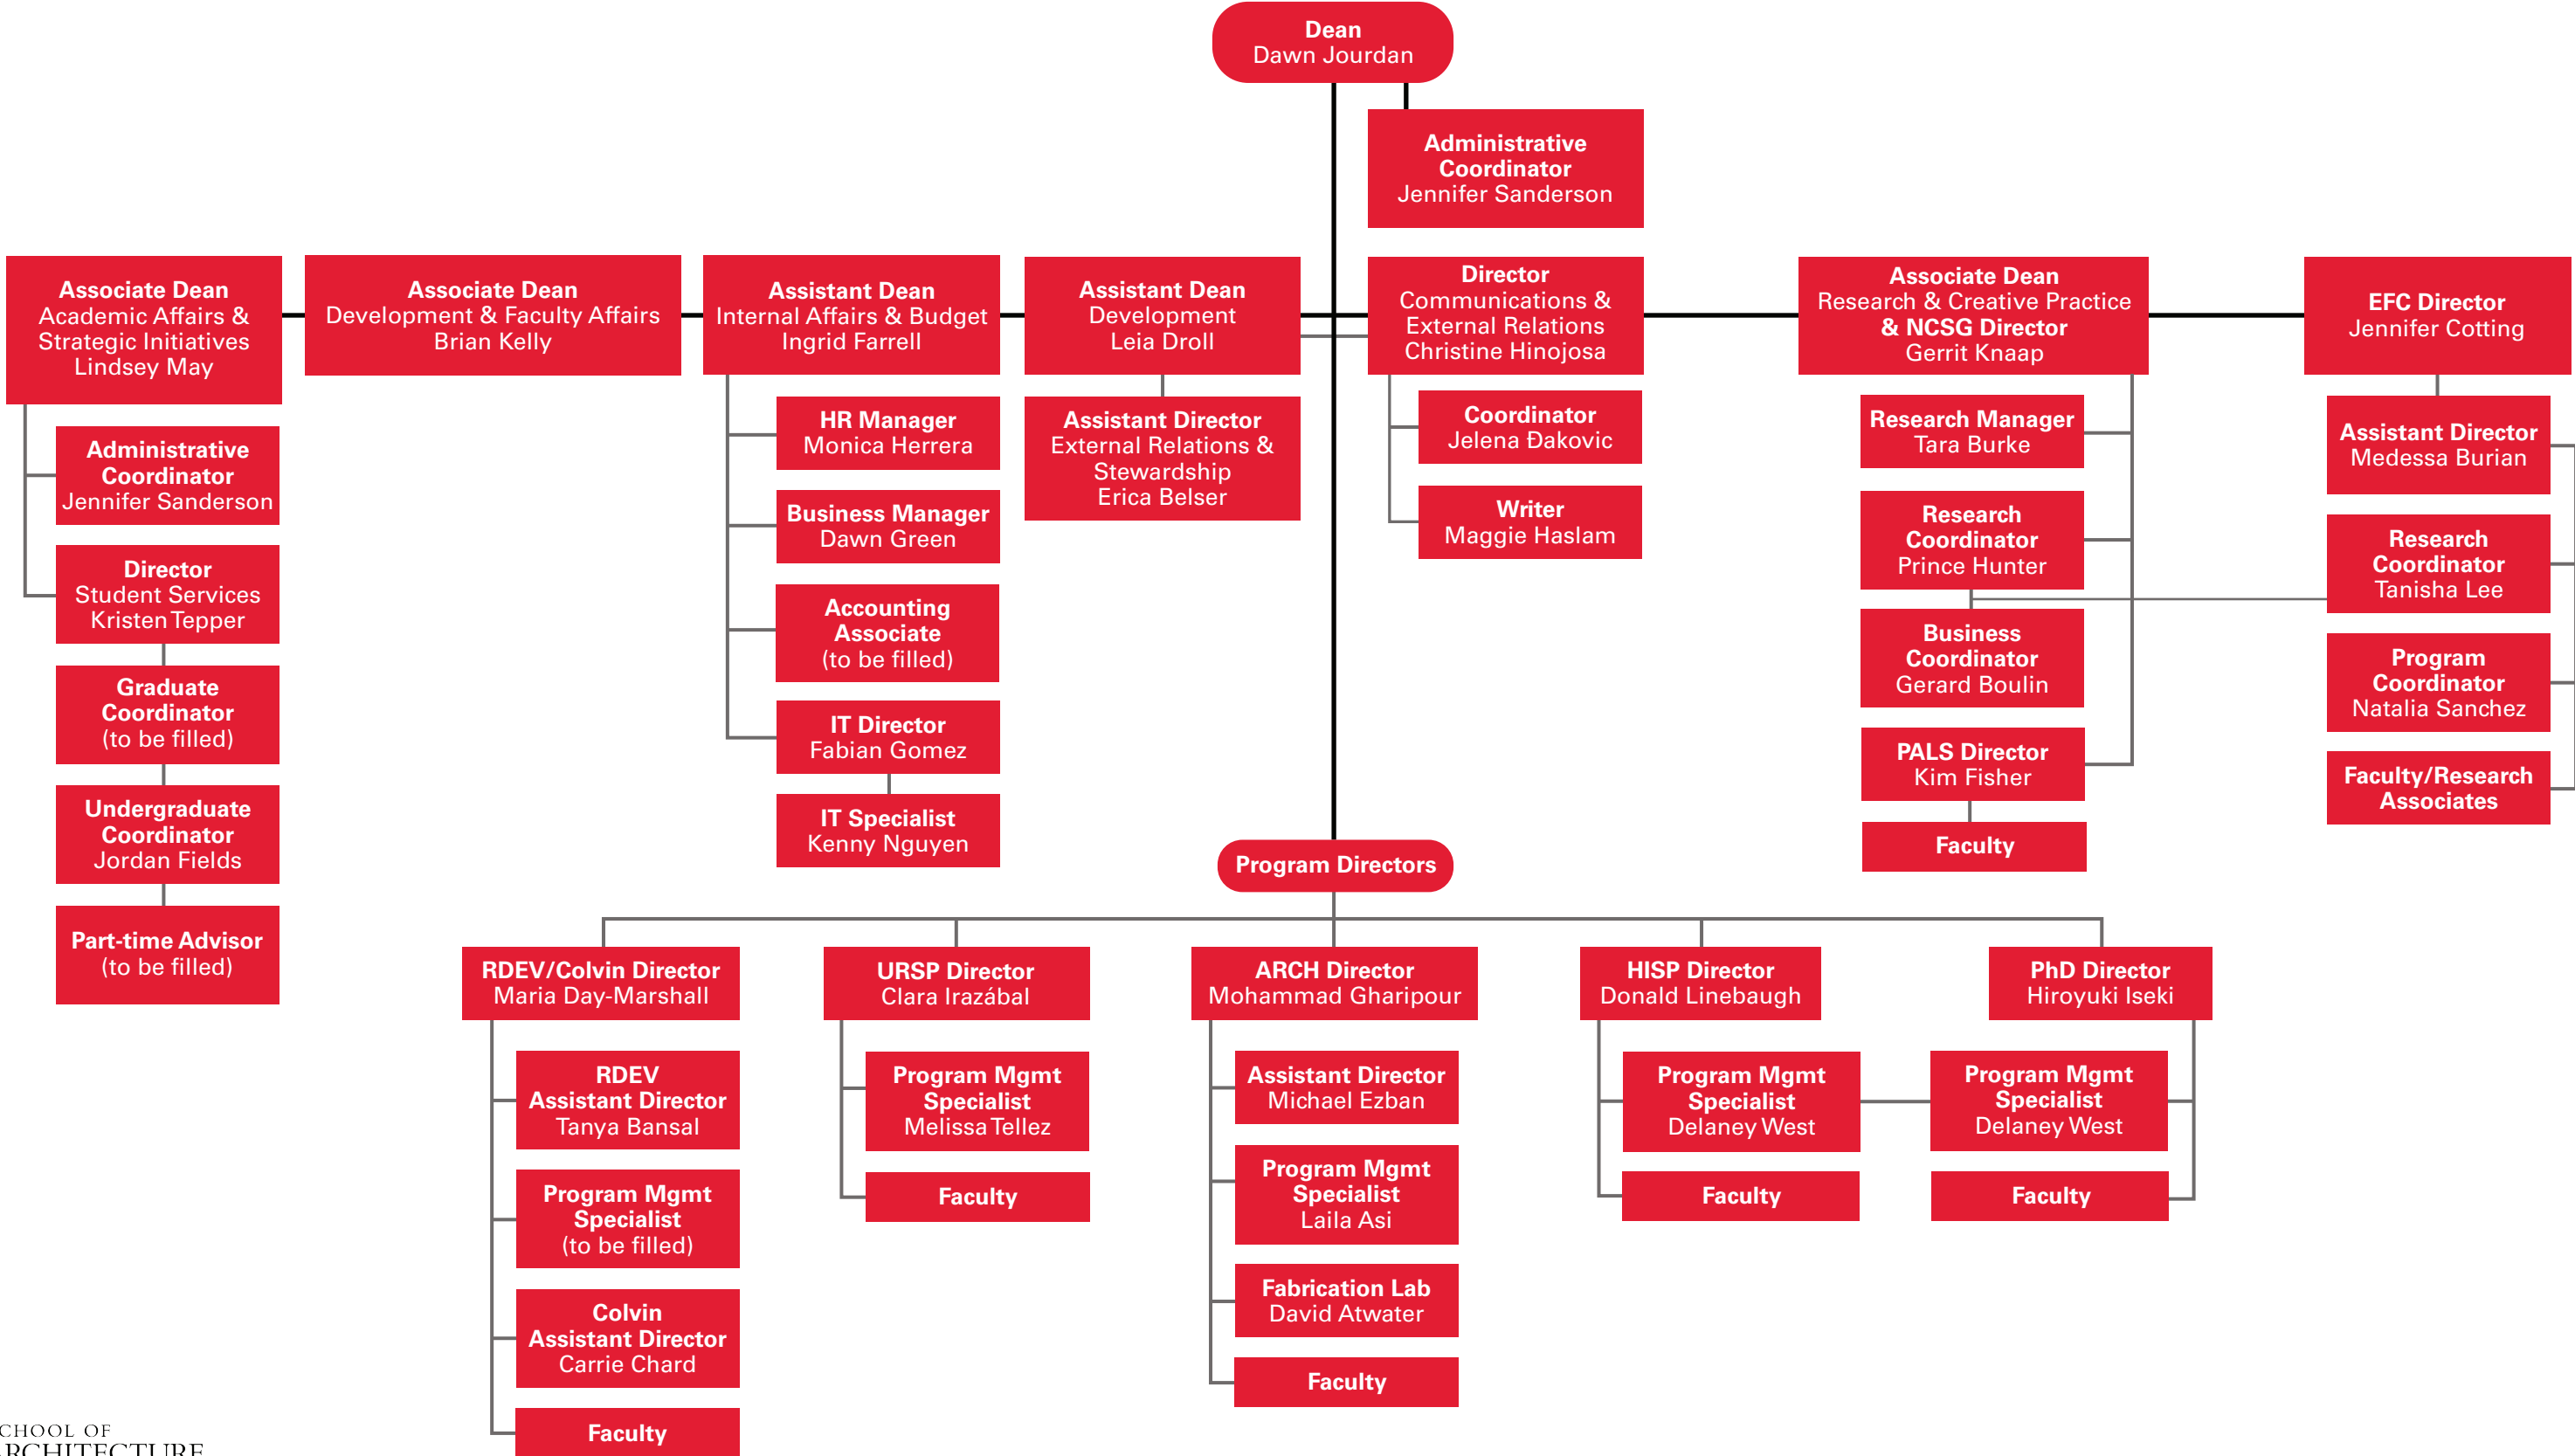 Dean
Dawn Jourdan
Administrative
Coordinator
Jennifer Sanderson
Associate Dean
Academic Affairs &
Strategic Initiatives
Lindsey May
Associate Dean
Development & Faculty Affairs
Brian Kelly
Assistant Dean
Internal Affairs & Budget
Ingrid Farrell
Assistant Dean
Development
Leia Droll
Director
Communications &
External Relations
Christine Hinojosa
Associate Dean
Research & Creative Practice
& NCSG Director
Gerrit Knaap
EFC Director
Jennifer Cotting
Administrative
Coordinator
Jennifer Sanderson
Director
Student Services
Kristen Tepper
Graduate
Coordinator
(to be filled)
Undergraduate
Coordinator
Jordan Fields
Part-time Advisor
(to be filled)
HR Manager
Monica Herrera
Business Manager
Dawn Green
Accounting
Associate
(to be filled)
IT Director
Fabian Gomez
IT Specialist
Kenny Nguyen
Assistant Director
External Relations &
Stewardship
Erica Belser
Coordinator
Jelena Đakovic
Writer
Maggie Haslam
Research Manager
Tara Burke
Research
Coordinator
Prince Hunter
Business
Coordinator
Gerard Boulin
PALS Director
Kim Fisher
Faculty
Assistant Director
Medessa Burian
Research
Coordinator
Tanisha Lee
Program
Coordinator
Natalia Sanchez
Faculty/Research
Associates
Program Directors
RDEV/Colvin Director
Maria Day-Marshall
RDEV
Assistant Director
Tanya Bansal
Program Mgmt
Specialist
(to be filled)
Colvin
Assistant Director
Carrie Chard
Faculty
URSP Director
Clara Irazábal
Program Mgmt
Specialist
Melissa Tellez
Faculty
ARCH Director
Mohammad Gharipour
Assistant Director
Michael Ezban
Program Mgmt
Specialist
Laila Asi
Fabrication Lab
David Atwater
Faculty
HISP Director
Donald Linebaugh
Program Mgmt
Specialist
Delaney West
Faculty
PhD Director
Hiroyuki Iseki
Program Mgmt
Specialist
Delaney West
Faculty
CHOOL OF
RCHITECTURE